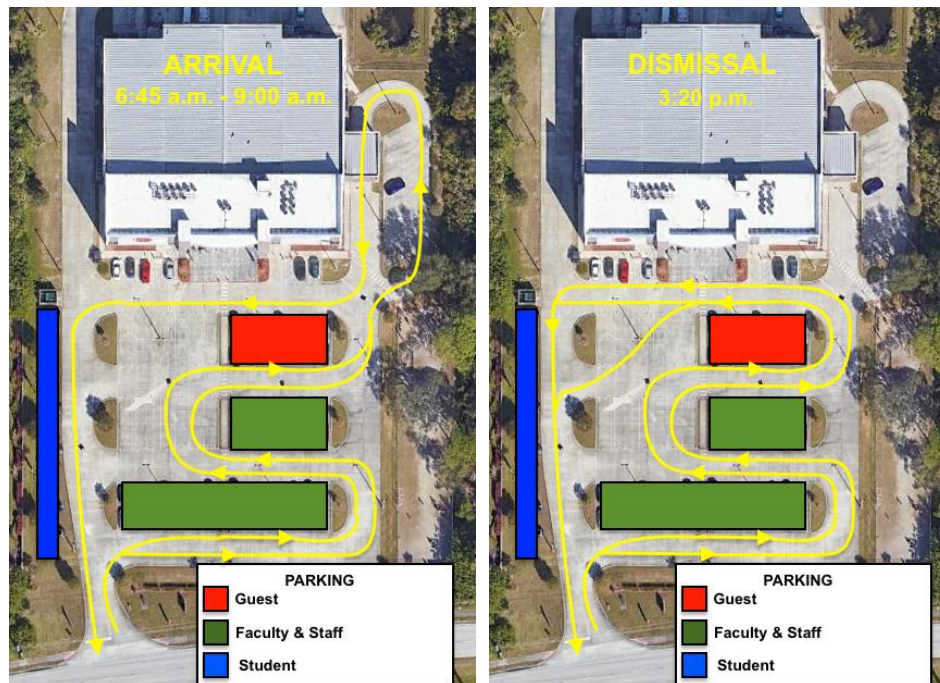 ARRIVAL
6:45 a.m. - 9:00 a.m.
PARKING
Guest
Faculty & Staff
Student
DISMISSAL
3:20 p.m.
PARKING
Guest
Faculty & Staff
Student